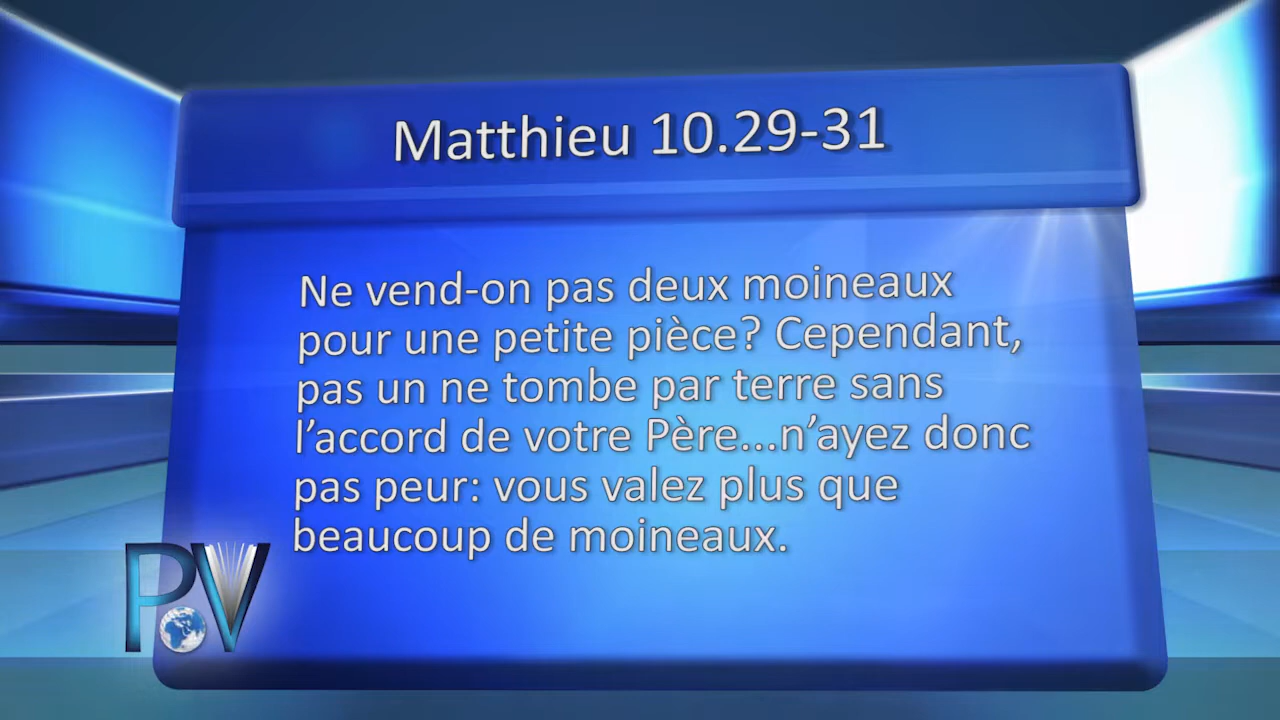 Matthieu 10.29-31
Ne vend-on pas deux moineaux
pour une petite pièce? Cependant,
pas un ne tombe par terre sans
l’accord de votre Père...n’ayez donc
pas peur: vous valez plus que
beaucoup de moineaux.
PV